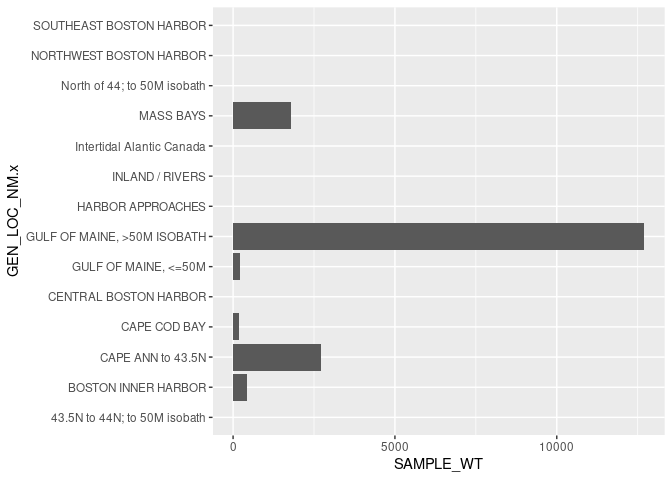 SOUTHEAST BOSTON HARBOR
NORTHWEST BOSTON HARBOR
North of 44; to 50M isobath
MASS BAYS
Intertidal Alantic Canada
INLAND / RIVERS
HARBOR APPROACHES
GULF OF MAINE, >50M ISOBATH
GULF OF MAINE, <=50M
CENTRAL BOSTON HARBOR
CAPE COD BAY
CAPE ANN to 43.5N
BOSTON INNER HARBOR
43.5N to 44N; to 50M isobath
GEN_LOC_NM.x
0 5000 10000
SAMPLE_WT